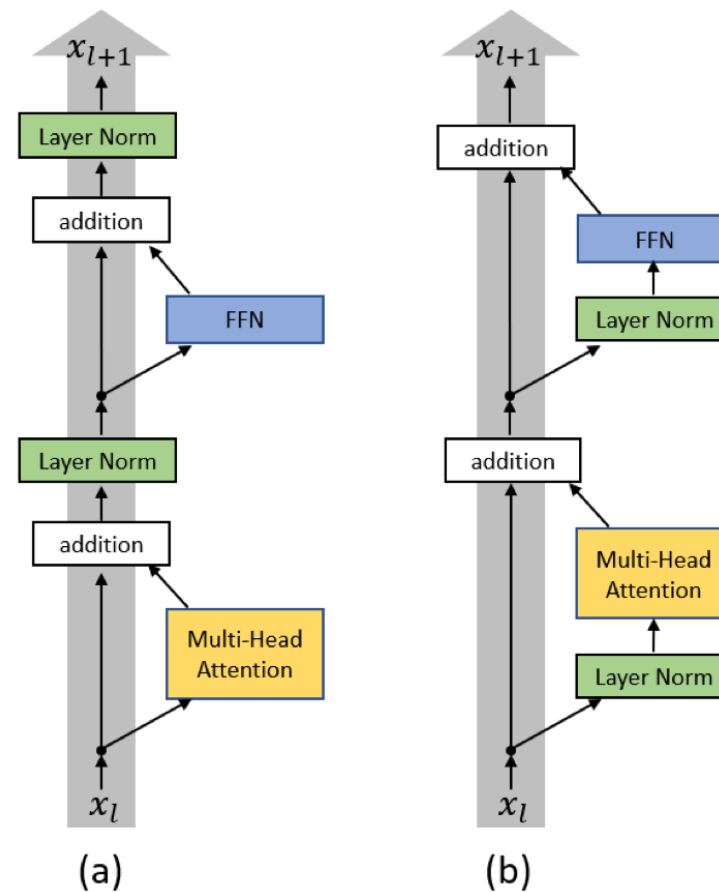 x_{l+1}
Layer Norm
addition
FFN
Layer Norm
addition
Multi-Head
Attention
x_l
(a)
x_{l+1}
addition
FFN
Layer Norm
addition
Multi-Head
Attention
Layer Norm
x_l
(b)